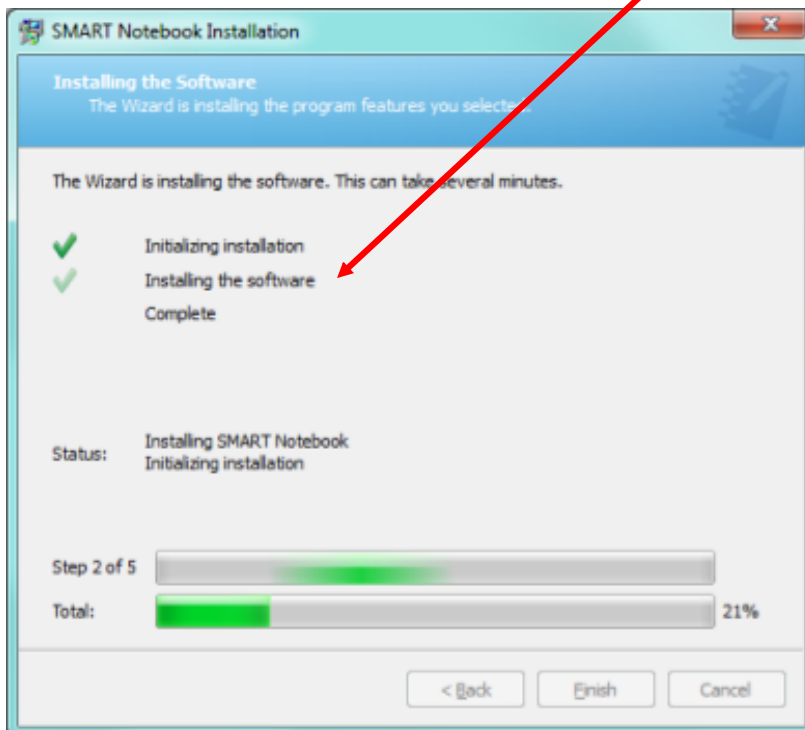 SMART Notebook Installation
Installing the Software
The Wizard is installing the program features you selected.
The Wizard is installing the software. This can take several minutes.
Initializing installation
Installing the software
Complete
Status:
Installing SMART Notebook
Initializing installation
Step 2 of 5
Total:
21%
< Back
Finish
Cancel